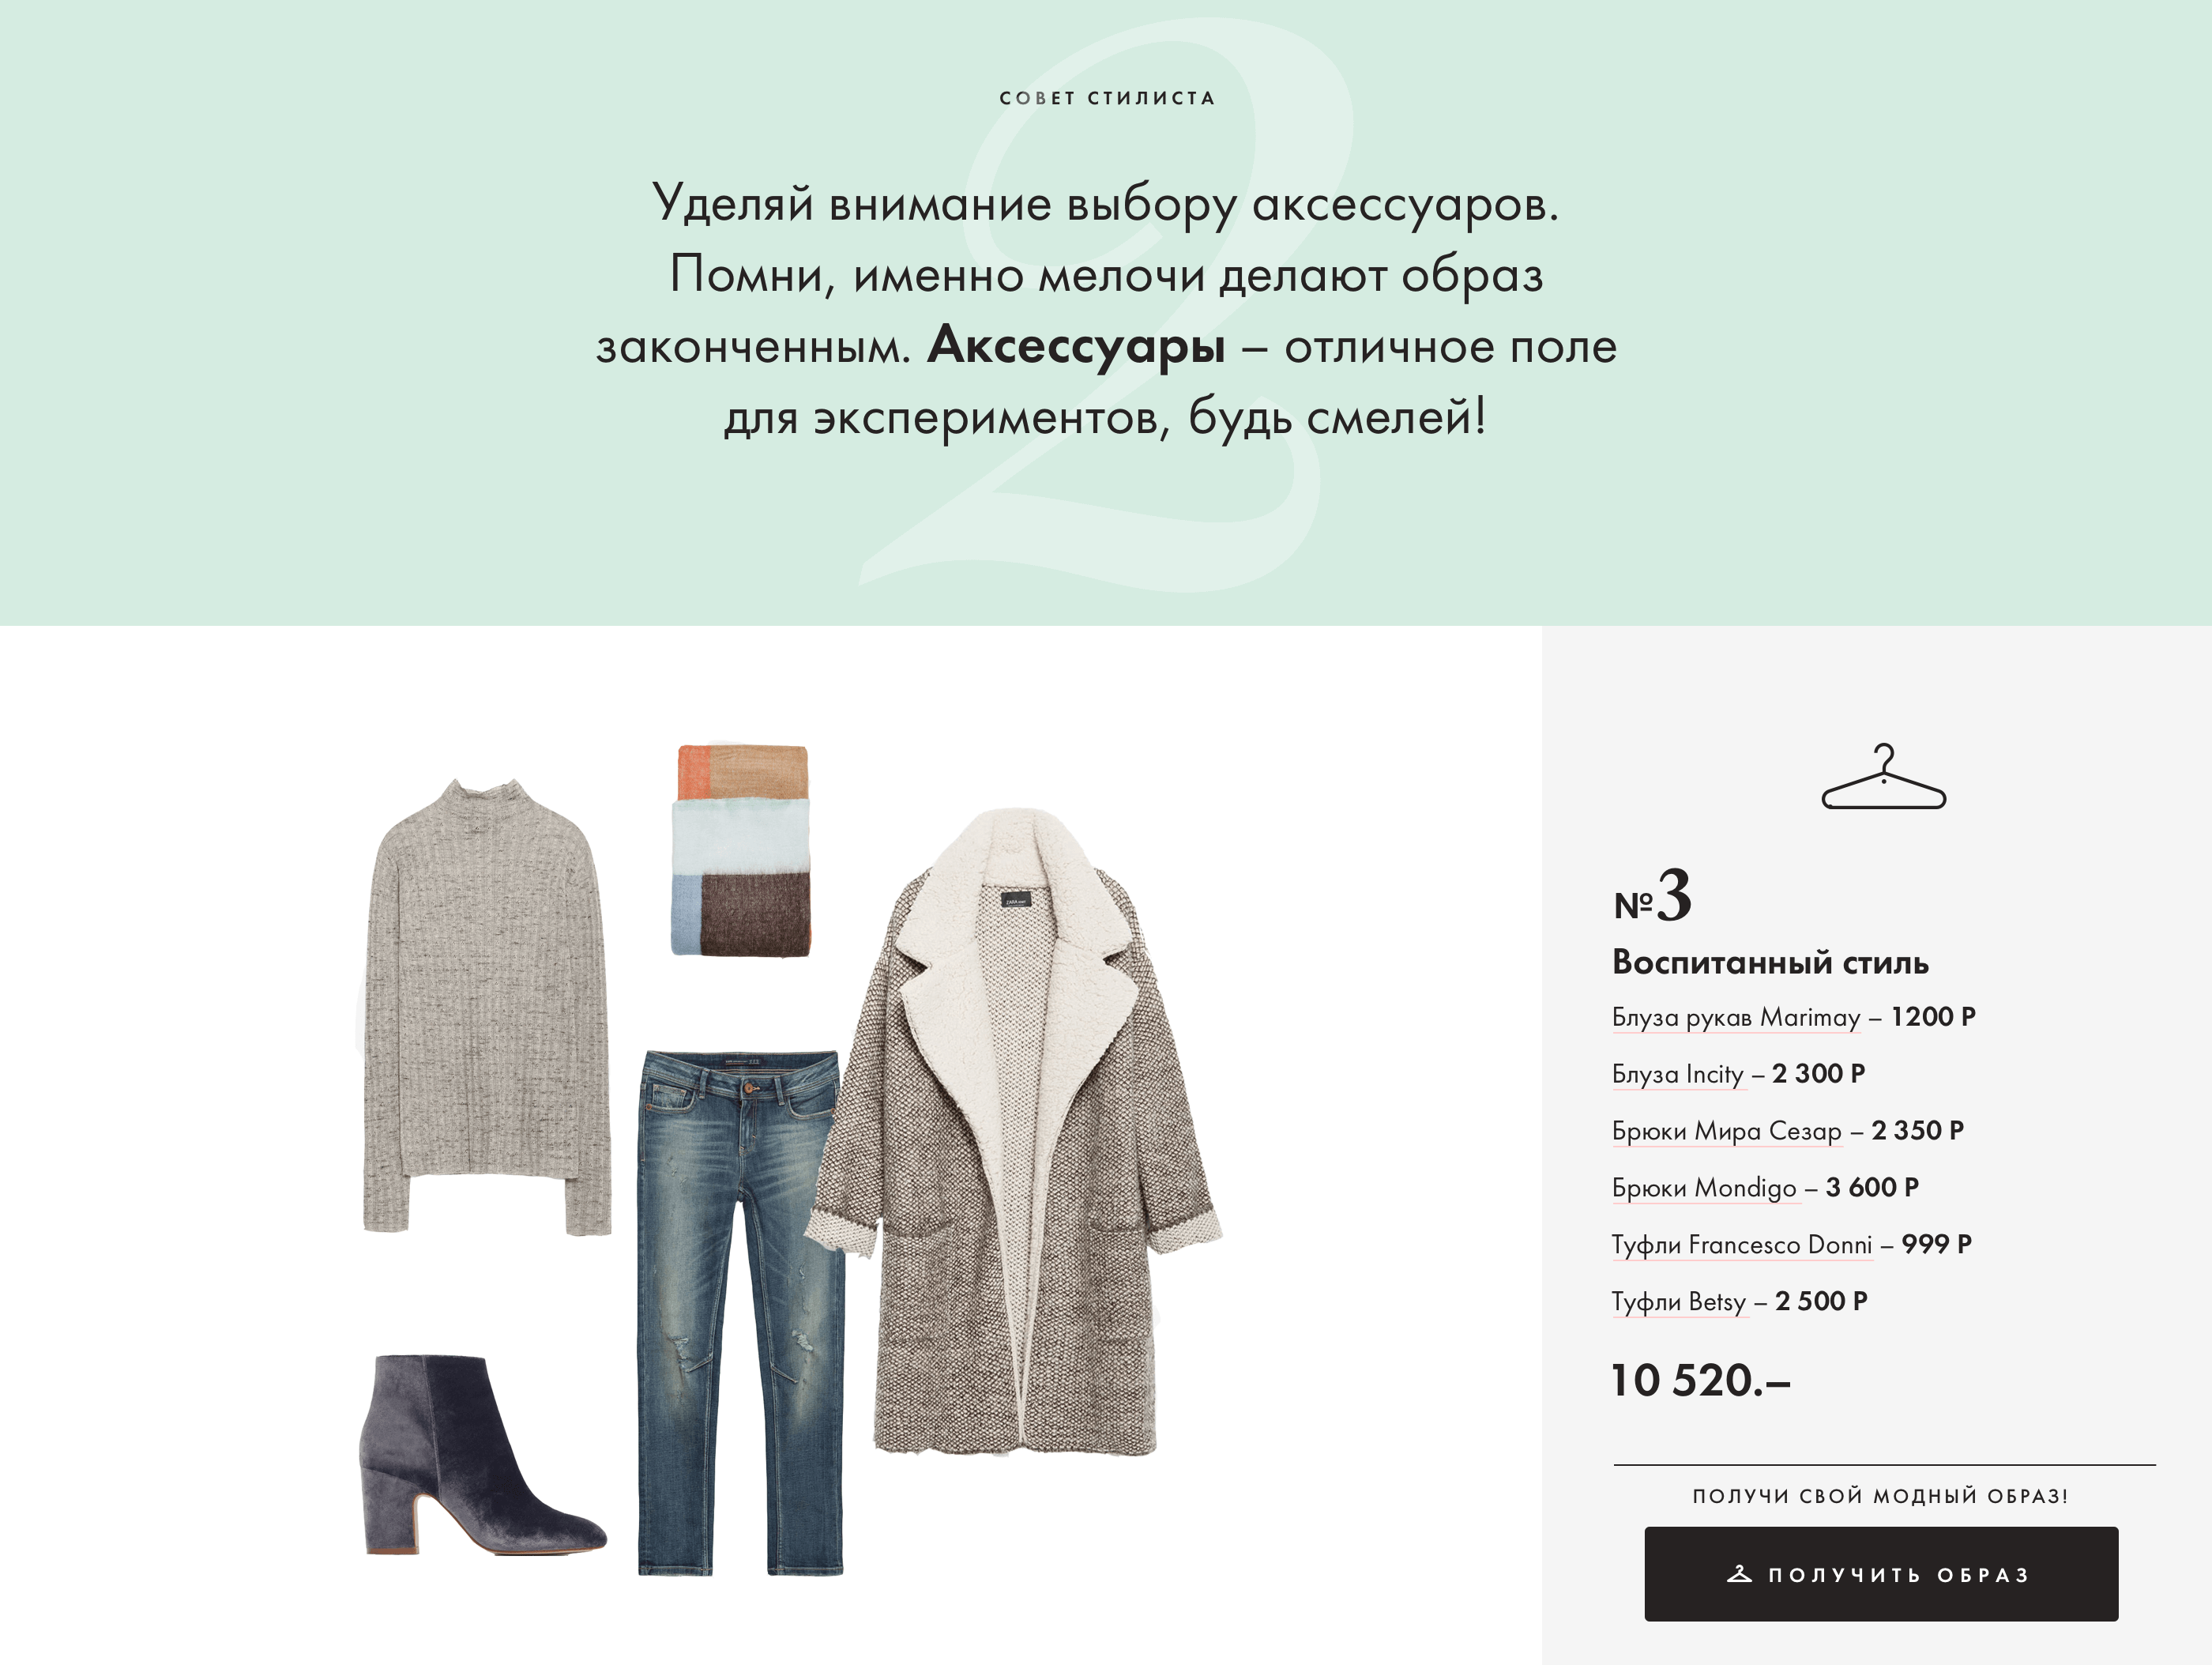 2
СОВЕТ СТИЛИСТА
Уделяй внимание выбору аксессуаров.
Помни, именно мелочи делают образ
законченным. Аксессуары – отличное поле
для экспериментов, будь смелей!
ZARA
№3
Воспитанный стиль
Блуза рукав Marimay – 1200 Р
Блуза Incity – 2 300 Р
Брюки Мира Сезар – 2 350 Р
Брюки Mondigo – 3 600 Р
Туфли Francesco Donni – 999 Р
Туфли Betsy – 2 500 Р
10 520.–
ПОЛУЧИ СВОЙ МОДНЫЙ ОБРАЗ!
ПОЛУЧИТЬ ОБРАЗ